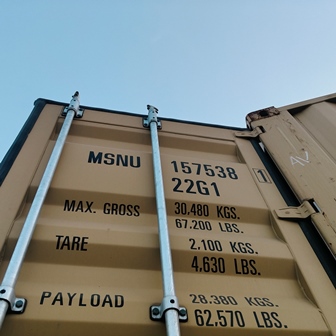 MSNU 157538 1
22G1
MAX. GROSS 30.480 KGS.
67.200 LBS.
TARE 2,100 KGS.
4,630 LBS.
PAYLOAD 28.380 KGS.
62.570 LBS.
AV